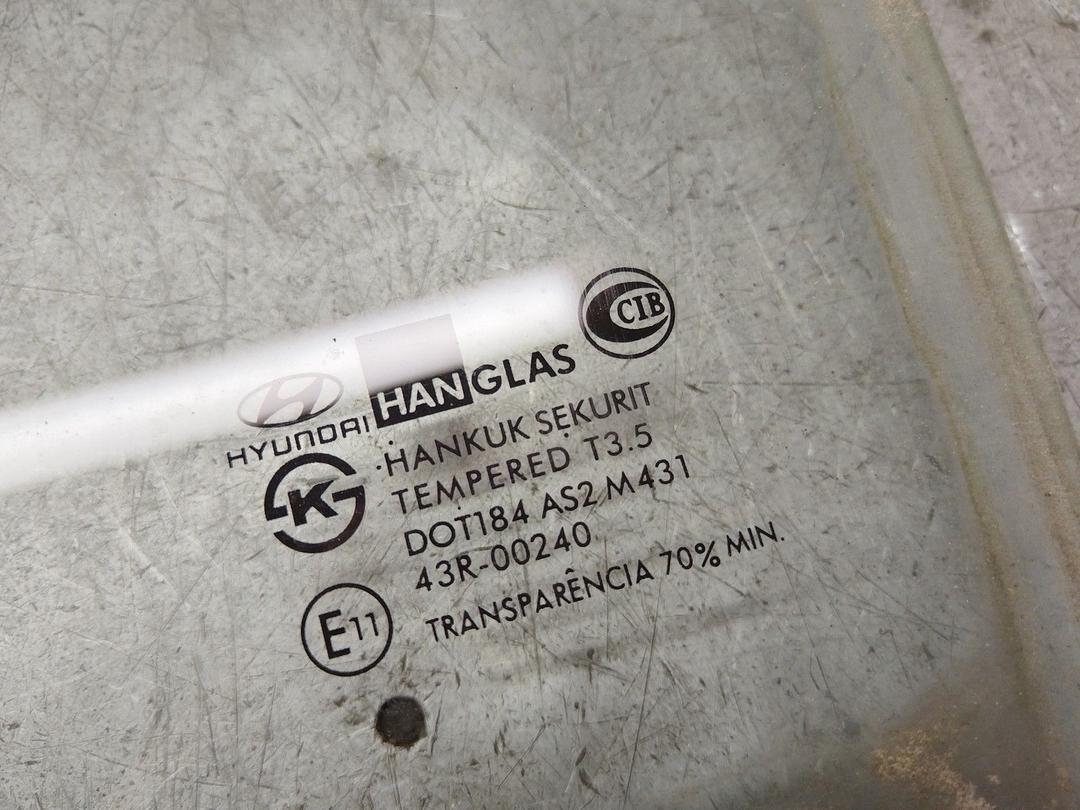 CIB
HYUNDAI
HANGLAS
K
HANKUK SEKURIT
TEMPERED T3.5
DOT184 AS2 M431
43R-00240
E11
TRANSPARÊNCIA 70% MIN.